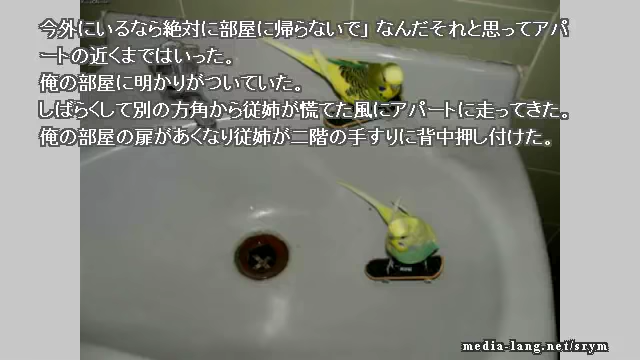 今外にいるなら絶対に部屋に帰らないで」なんだそれと思ってアパ
ートの近くまではいった。
俺の部屋に明かりがついていた。
しばらくして別の方角から従姉が慌てた風にアパートに走ってきた。
俺の部屋の扉があくなり従姉が二階の手すりに背中押し付けた。
media-lang.net/srym